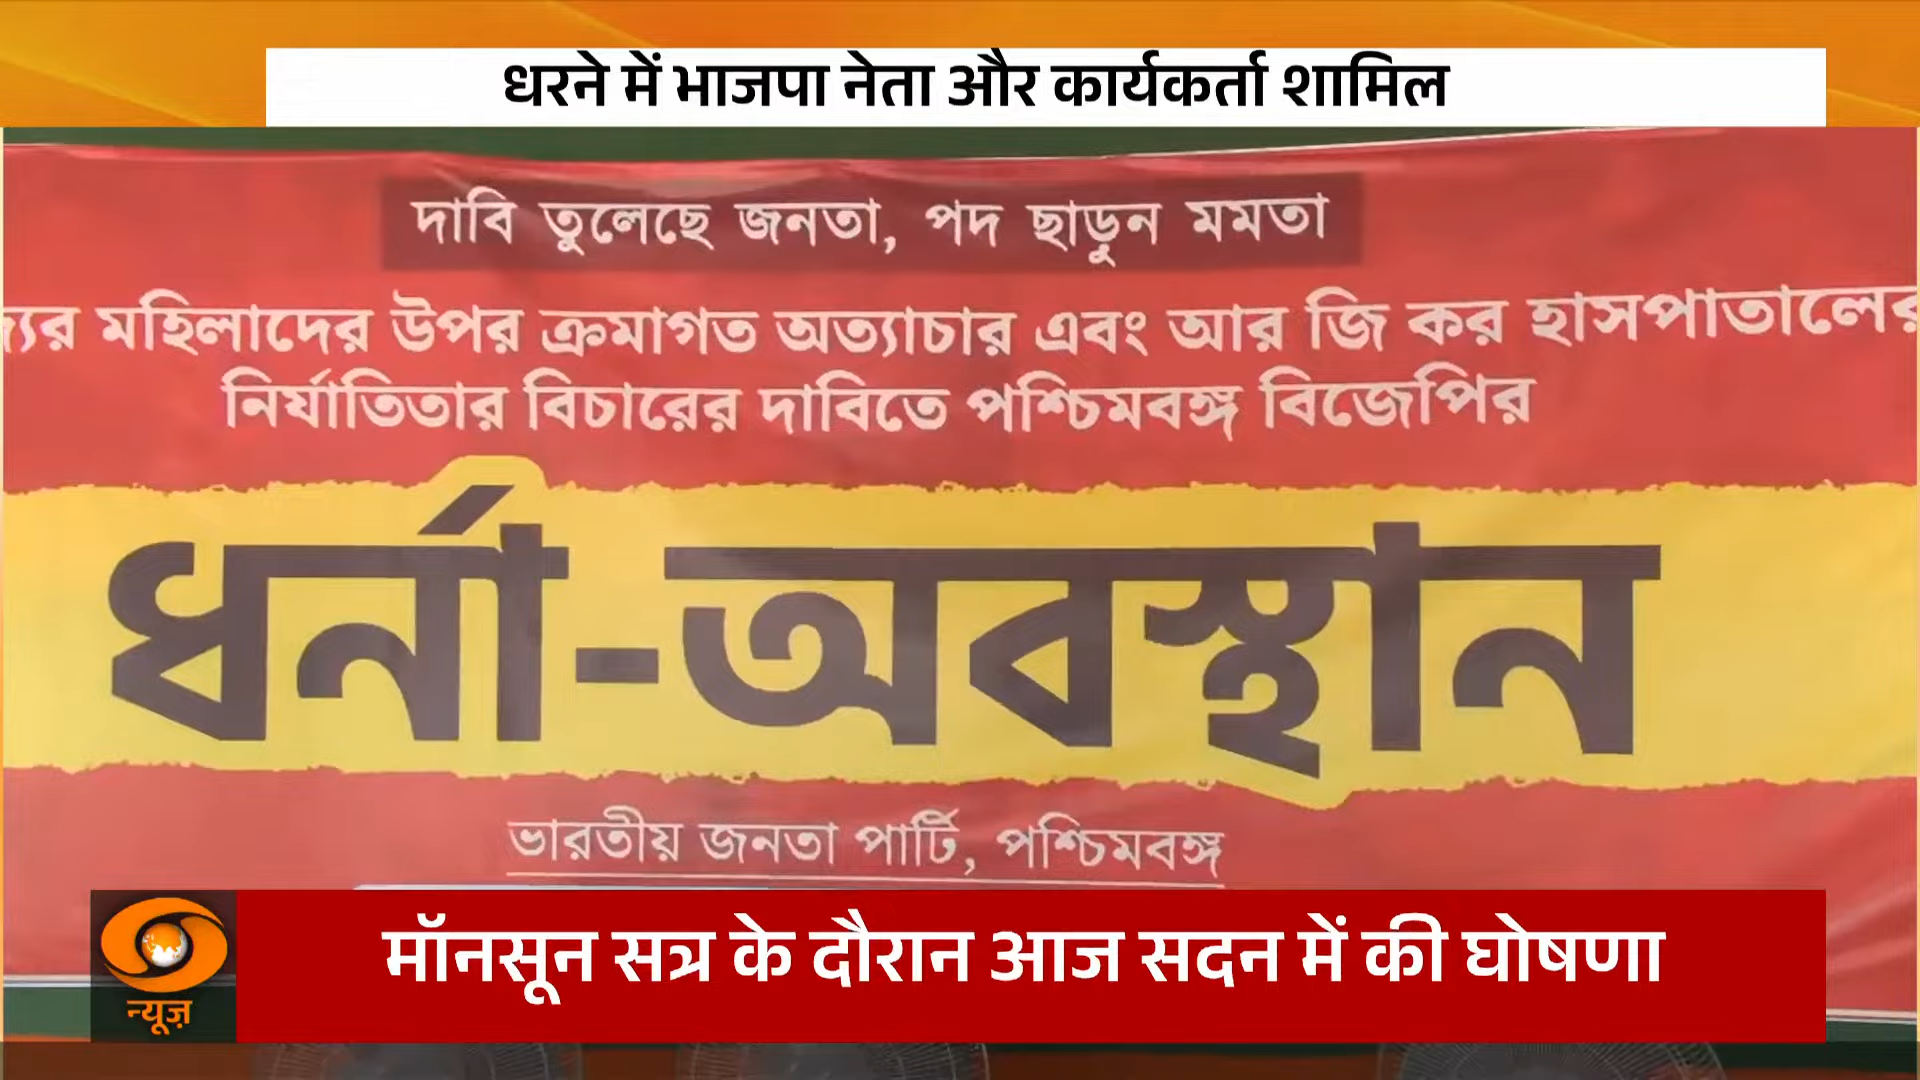 धरने में भाजपा नेता और कार्यकर्ता शामिल
দাবি তুলেছে জনতা, পদ ছাড়ুন মমতা
মহিলাদের উপর ক্রমাগত অত্যাচার এবং আর জি কর হাসপাতালের
নির্যাতিতার বিচারের দাবিতে পশ্চিমবঙ্গ বিজেপির
ধর্না-অবস্থান
ভারতীয় জনতা পার্টি, পশ্চিমবঙ্গ
मॉनसून सत्र के दौरान आज सदन में की घोषणा
न्यूज़